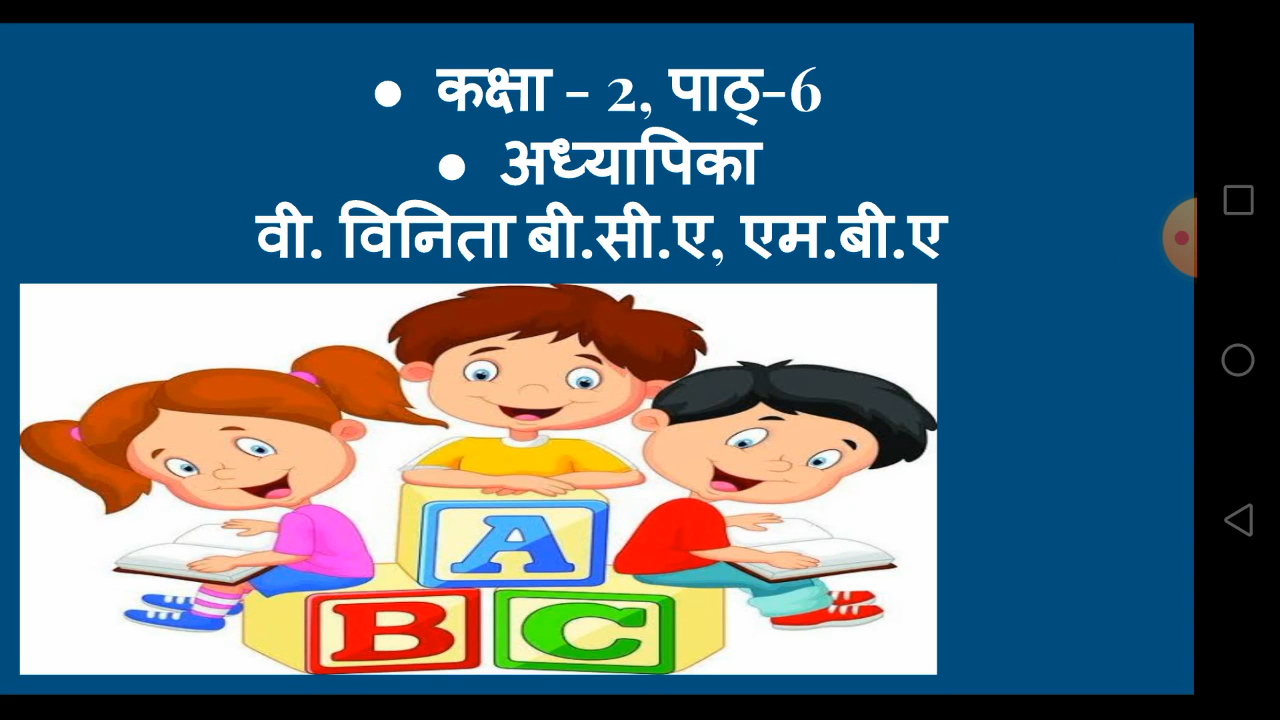 ● कक्षा - 2, पाठ्-6
● अध्यापिका
वी. विनिता बी.सी.ए, एम.बी.ए
A
B C